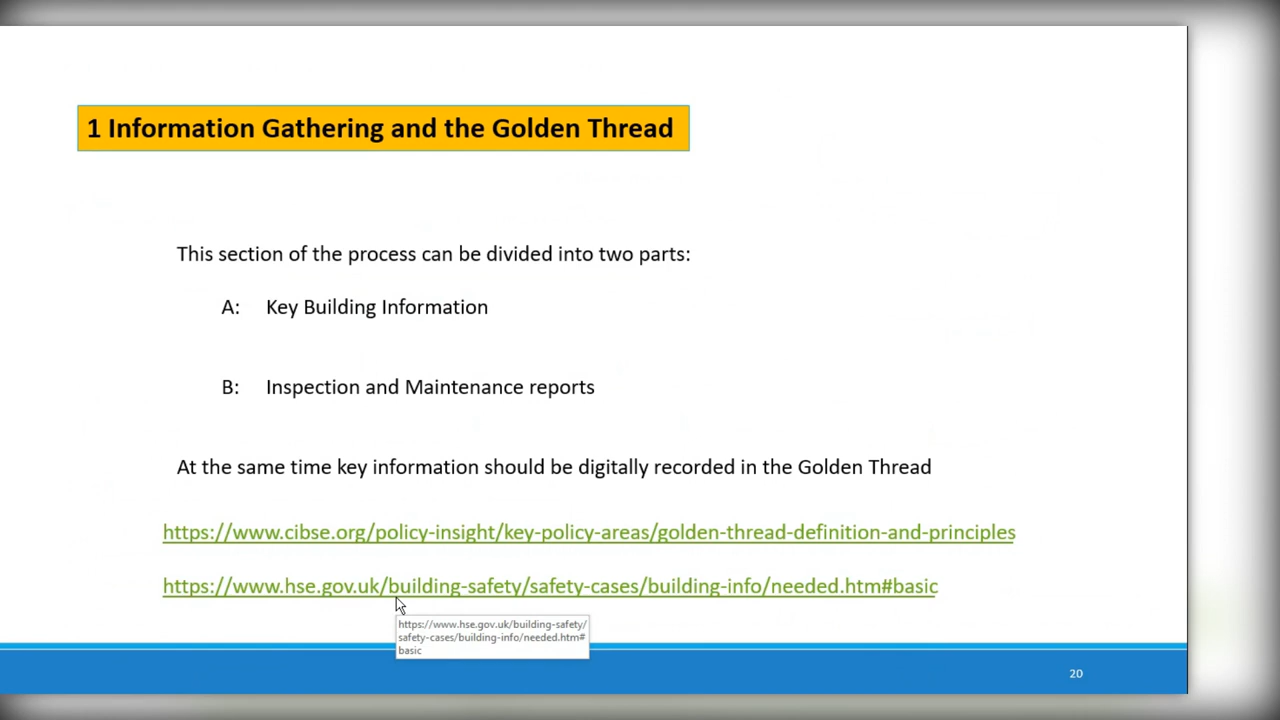 1 Information Gathering and the Golden Thread
This section of the process can be divided into two parts:
A: Key Building Information
B: Inspection and Maintenance reports
At the same time key information should be digitally recorded in the Golden Thread
https://www.cibse.org/policy-insight/key-policy-areas/golden-thread-definition-and-principles
https://www.hse.gov.uk/building-safety/safety-cases/building-info/needed.htm#basic
https://www.hse.gov.uk/building-safety/
safety-cases/building-info/needed.htm#
basic
20